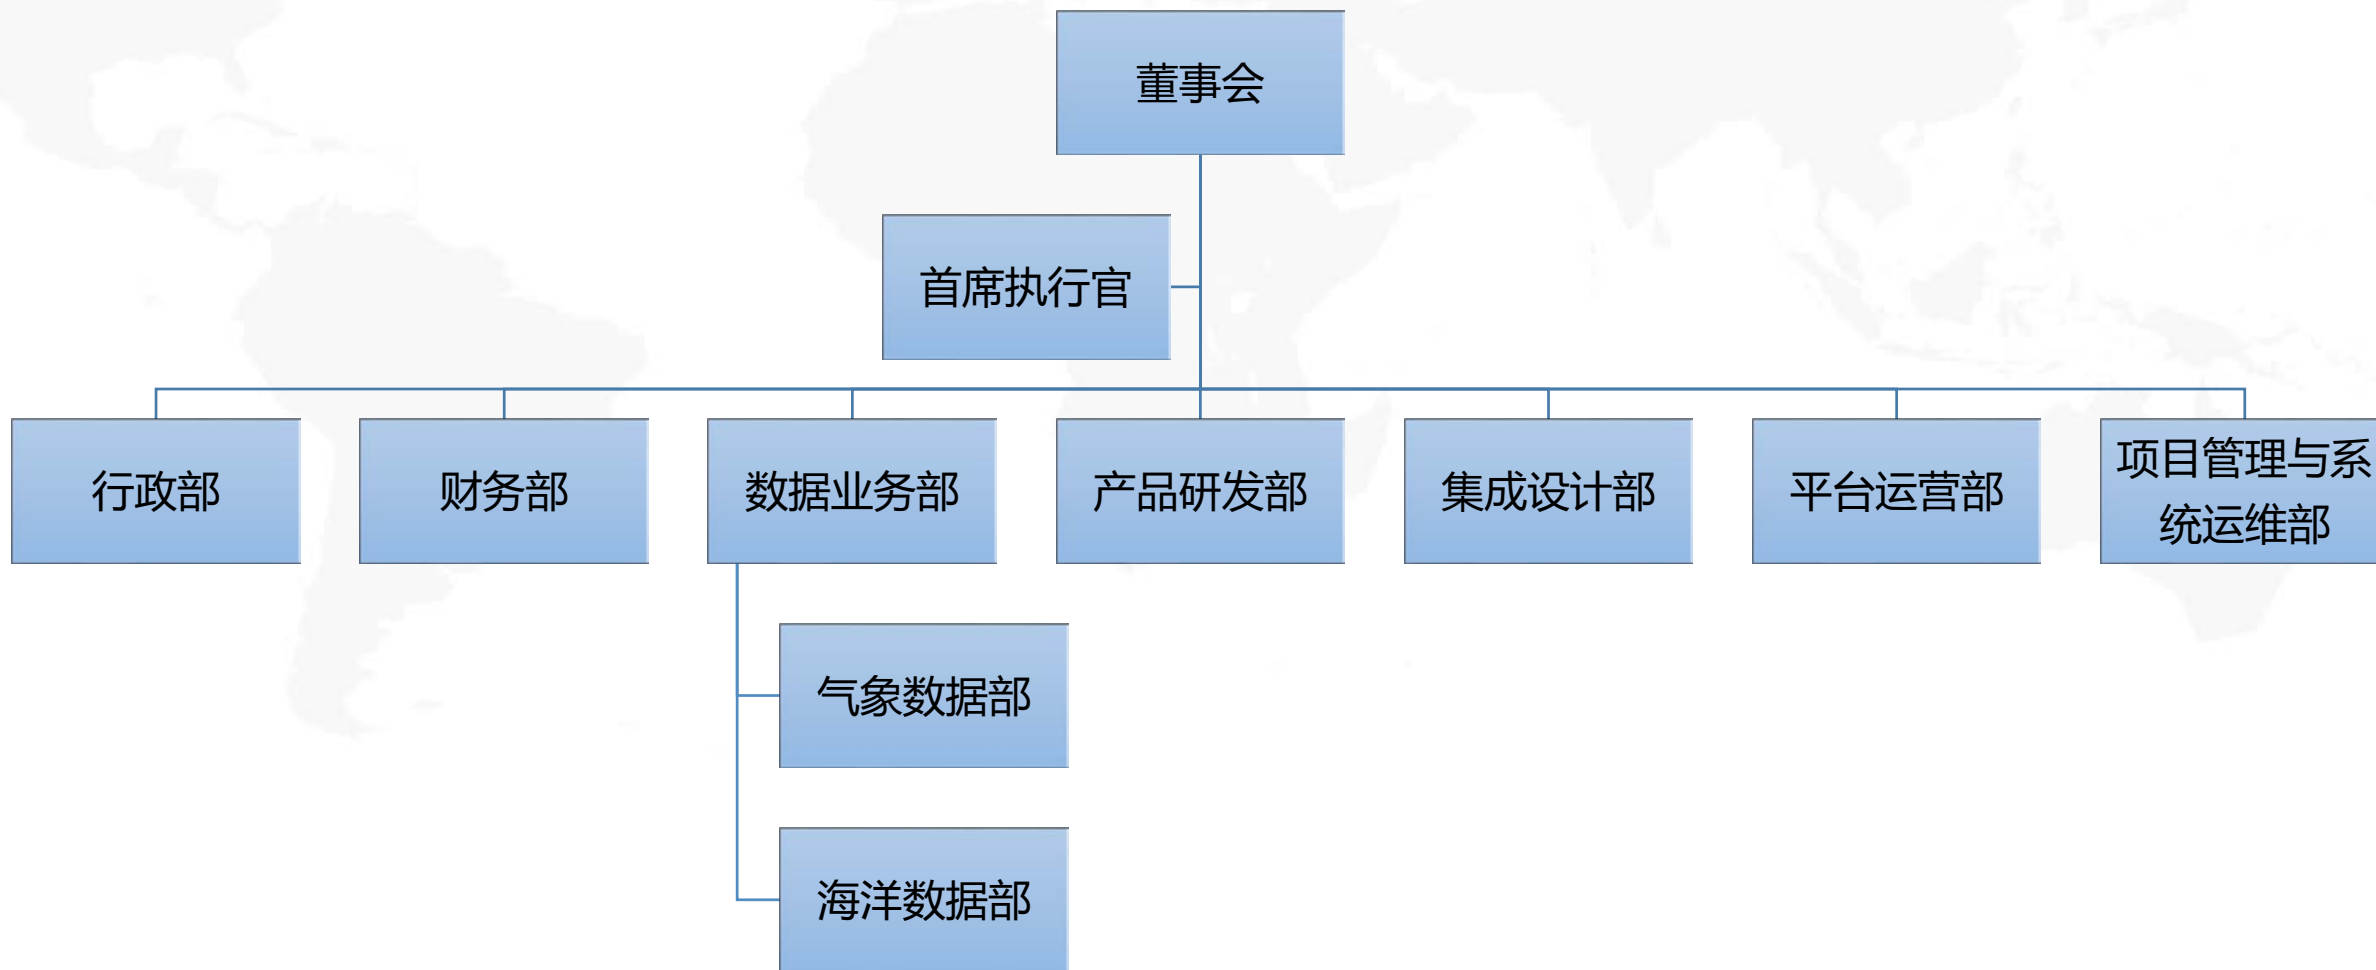 董事会
首席执行官
行政部
财务部
数据业务部
产品研发部
集成设计部
平台运营部
项目管理与系
统运维部
气象数据部
海洋数据部